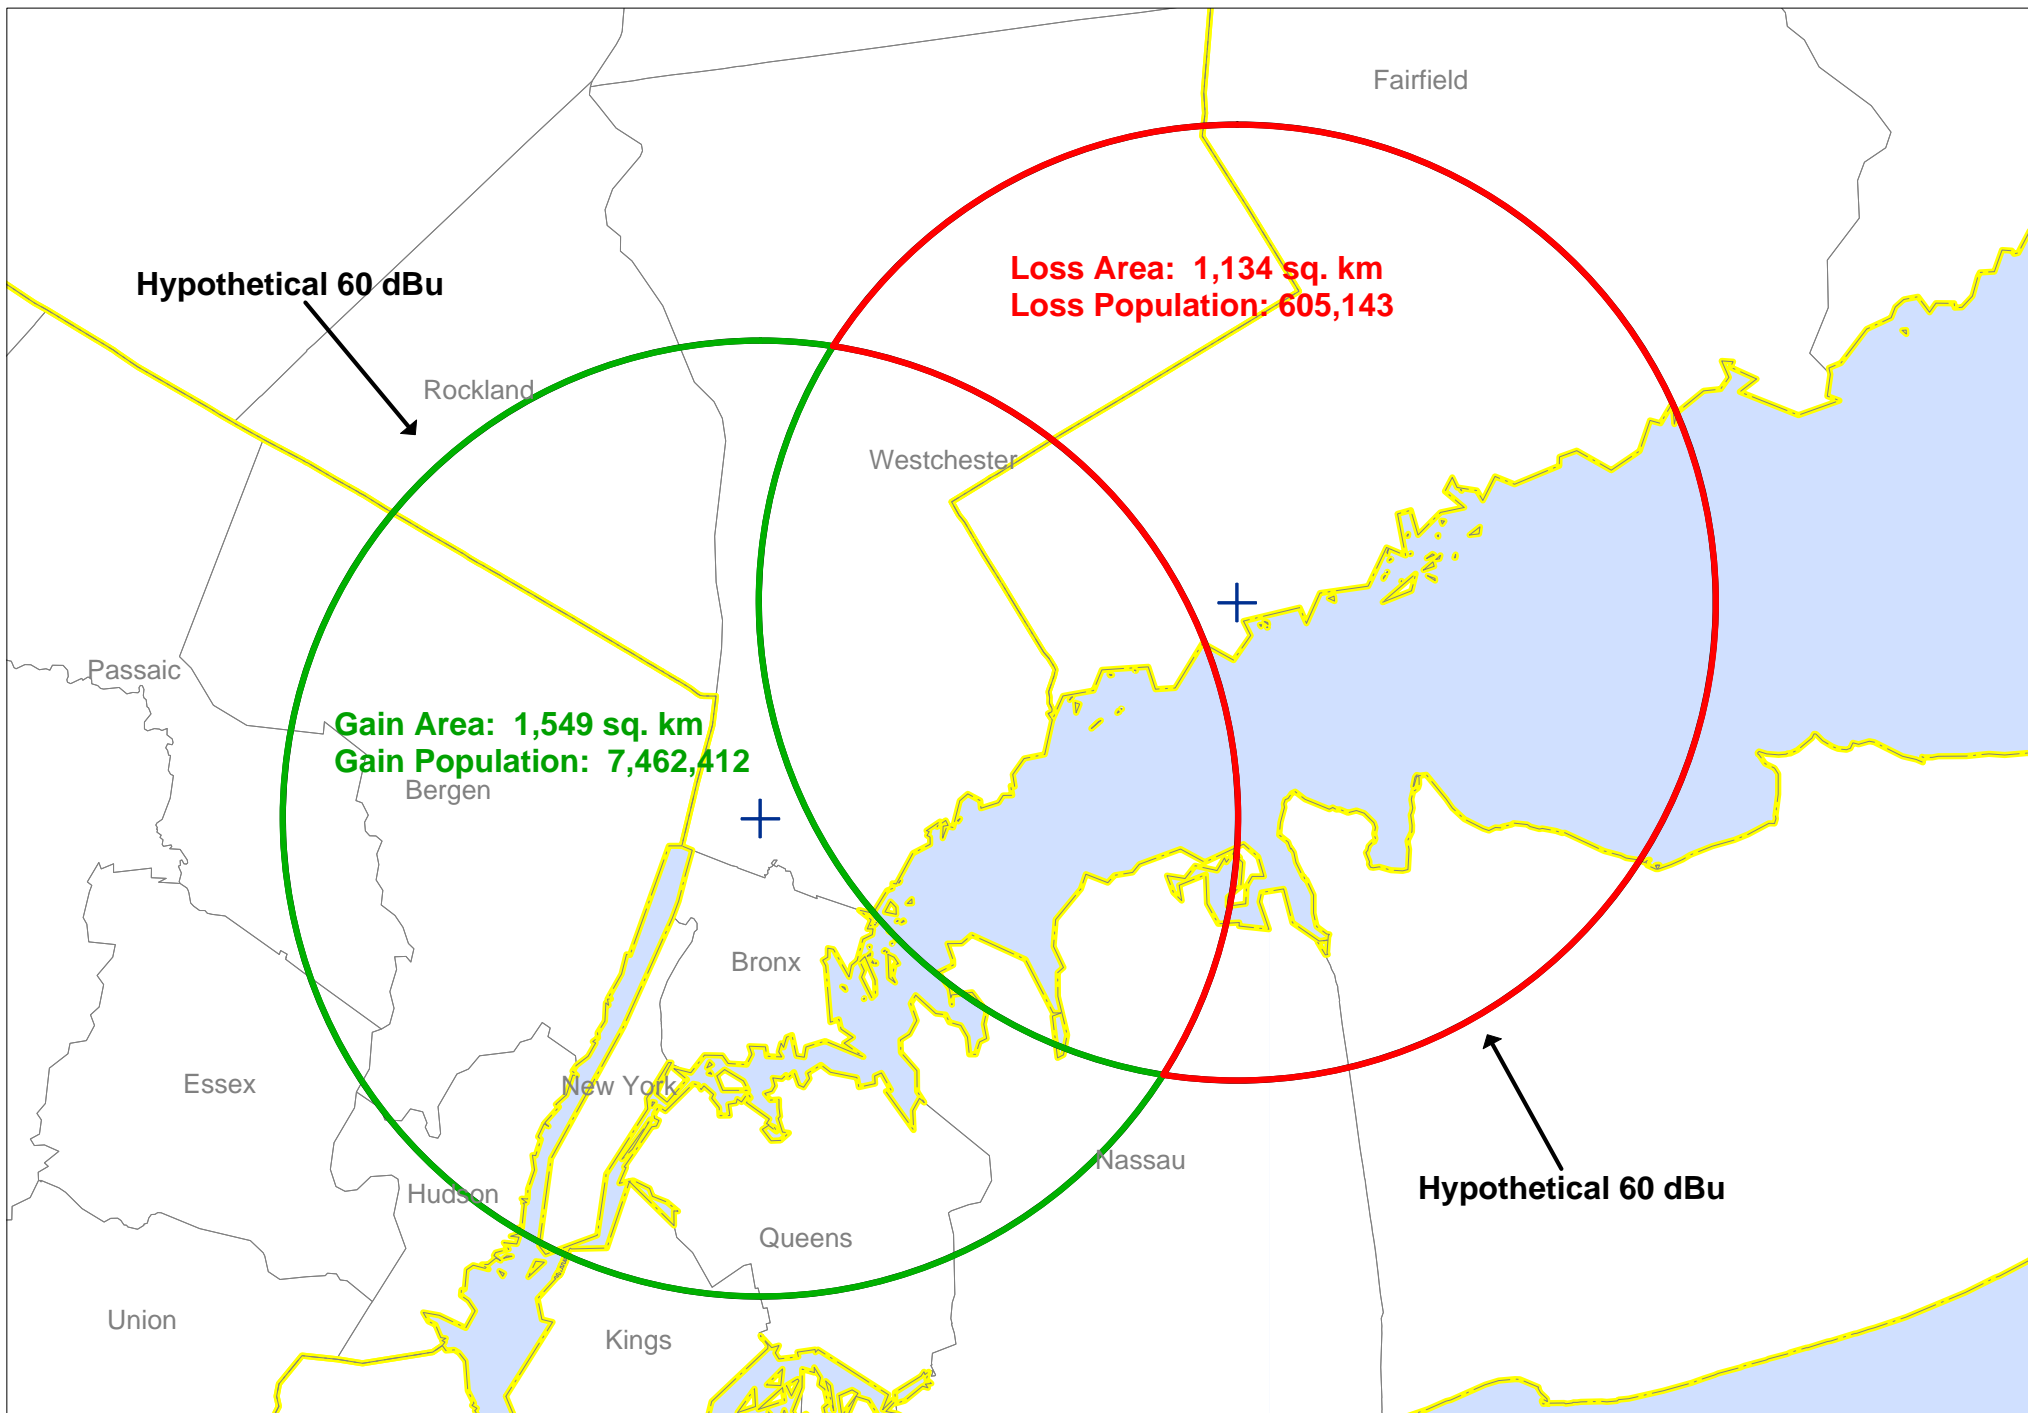 Fairfield
Loss Area:  1,134 sq. km
Loss Population: 605,143
Hypothetical 60 dBu
Rockland
Westchester
Passaic
Gain Area:  1,549 sq. km
Gain Population:  7,462,412
Bergen
Bronx
Essex
New York
Nassau
Hudson
Hypothetical 60 dBu
Queens
Union
Kings